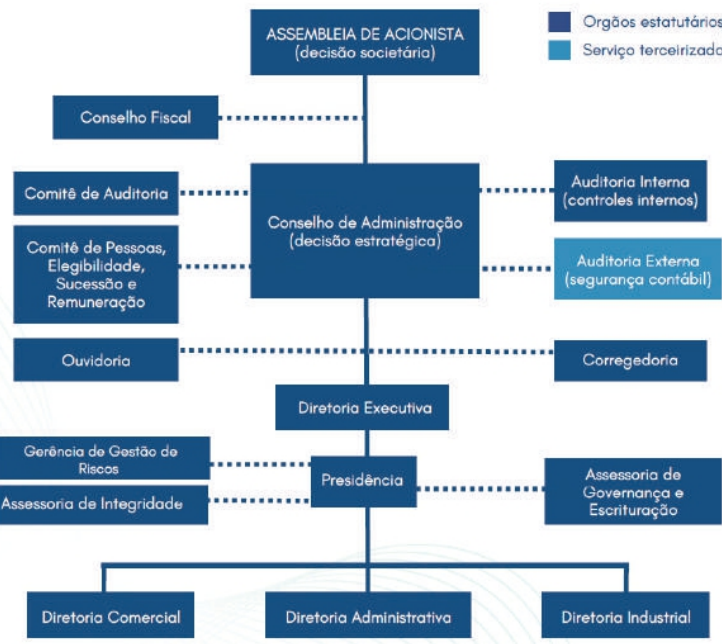 ASSEMBLEIA DE ACIONISTA
(decisão societária)
Orgãos estatutários
Serviço terceirizado
Conselho Fiscal
Comitê de Auditoria
Conselho de Administração
(decisão estratégica)
Auditoria Interna
(controles internos)
Comitê de Pessoas,
Elegibilidade,
Sucessão e
Remuneração
Auditoria Externa
(segurança contábil)
Ouvidoria
Corregedoria
Diretoria Executiva
Gerência de Gestão de
Riscos
Assessoria de Integridade
Presidência
Assessoria de
Governança e
Escrituração
Diretoria Comercial
Diretoria Administrativa
Diretoria Industrial